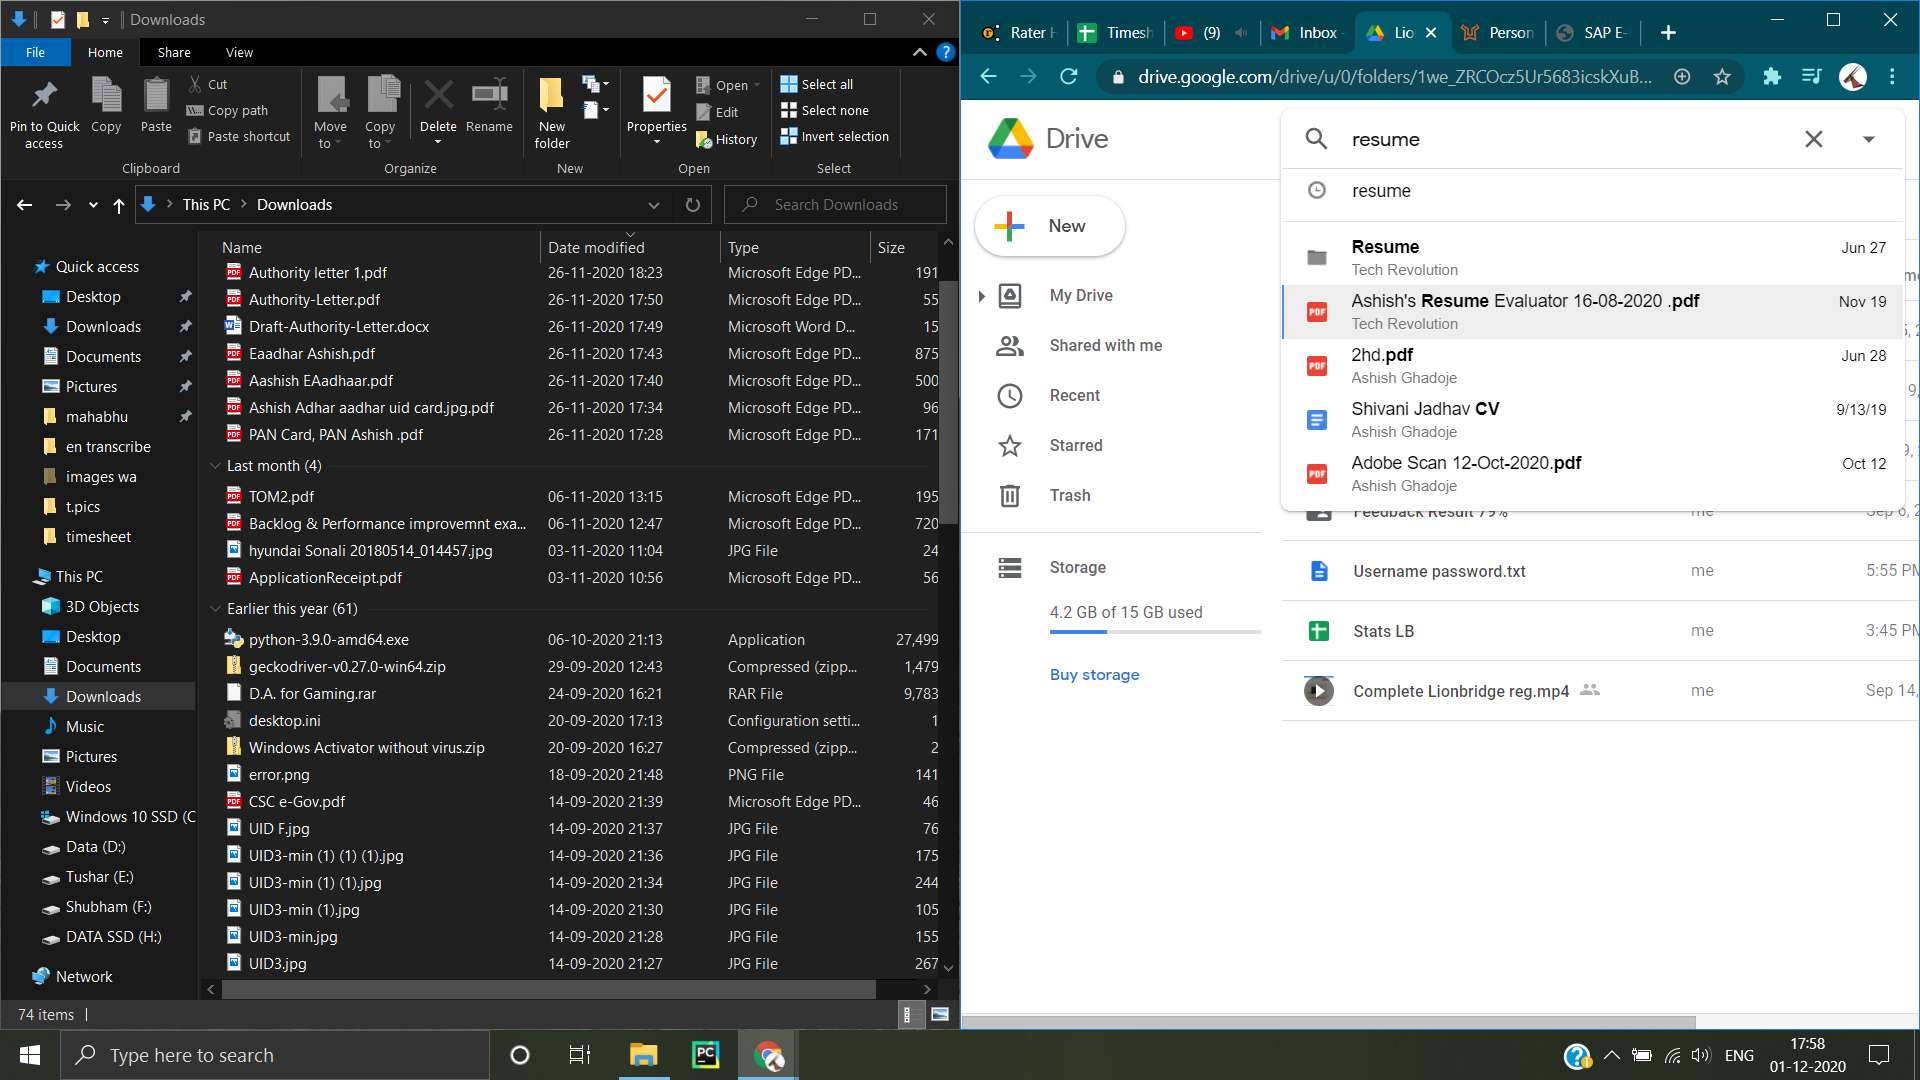 Downloads
File
Home
Share
View
Pin to Quick access
Copy
Paste
Cut
Copy path
Paste shortcut
Clipboard
Move to
Copy to
Delete
Rename
Organize
New folder
New
Properties
Open
Edit
History
Open
Select all
Select none
Invert selection
Select
This PC
Downloads
Search Downloads
Quick access
Desktop
Downloads
Documents
Pictures
mahabhu
en transcribe
images wa
t.pics
timesheet
This PC
3D Objects
Desktop
Documents
Downloads
Music
Pictures
Videos
Windows 10 SSD (C
Data (D:)
Tushar (E:)
Shubham (F:)
DATA SSD (H:)
Network
Name Date modified Type Size
Authority letter 1.pdf 26-11-2020 18:23 Microsoft Edge PD... 191
Authority-Letter.pdf 26-11-2020 17:50 Microsoft Edge PD... 55
Draft-Authority-Letter.docx 26-11-2020 17:49 Microsoft Word D... 15
Eaadhar Ashish.pdf 26-11-2020 17:43 Microsoft Edge PD... 875
Aashish EAadhaar.pdf 26-11-2020 17:40 Microsoft Edge PD... 500
Ashish Adhar aadhar uid card.jpg.pdf 26-11-2020 17:34 Microsoft Edge PD... 96
PAN Card, PAN Ashish .pdf 26-11-2020 17:28 Microsoft Edge PD... 171
Last month (4)
TOM2.pdf 06-11-2020 13:15 Microsoft Edge PD... 195
Backlog & Performance improvemnt exa... 06-11-2020 12:47 Microsoft Edge PD... 720
hyundai Sonali 20180514_014457.jpg 03-11-2020 11:04 JPG File 24
ApplicationReceipt.pdf 03-11-2020 10:56 Microsoft Edge PD... 56
Earlier this year (61)
python-3.9.0-amd64.exe 06-10-2020 21:13 Application 27,499
geckodriver-v0.27.0-win64.zip 29-09-2020 12:43 Compressed (zipp... 1,479
D.A. for Gaming.rar 24-09-2020 16:21 RAR File 9,783
desktop.ini 20-09-2020 17:13 Configuration setti... 1
Windows Activator without virus.zip 20-09-2020 16:27 Compressed (zipp... 2
error.png 18-09-2020 21:48 PNG File 141
CSC e-Gov.pdf 14-09-2020 21:39 Microsoft Edge PD... 46
UID F.jpg 14-09-2020 21:37 JPG File 76
UID3-min (1) (1) (1).jpg 14-09-2020 21:36 JPG File 175
UID3-min (1) (1).jpg 14-09-2020 21:34 JPG File 244
UID3-min (1).jpg 14-09-2020 21:30 JPG File 105
UID3-min.jpg 14-09-2020 21:28 JPG File 155
UID3.jpg 14-09-2020 21:27 JPG File 267
74 items
Rater H
Timesh
(9)
Inbox
Lio
Person
SAP E-
drive.google.com/drive/u/0/folders/1we_ZRCOcz5Ur5683icskXuB...
Drive
resume
resume
New
My Drive
Shared with me
Recent
Starred
Trash
Storage
4.2 GB of 15 GB used
Buy storage
Resume Jun 27
Tech Revolution
Ashish's Resume Evaluator 16-08-2020 .pdf Nov 19
Tech Revolution
2hd.pdf Jun 28
Ashish Ghadoje
Shivani Jadhav CV 9/13/19
Ashish Ghadoje
Adobe Scan 12-Oct-2020.pdf Oct 12
Ashish Ghadoje
Feedback Result 79% me Sep 6, 2
Username password.txt me 5:55 PM
Stats LB me 3:45 PM
Complete Lionbridge reg.mp4 me Sep 14,
Type here to search
PC
ENG
17:58
01-12-2020